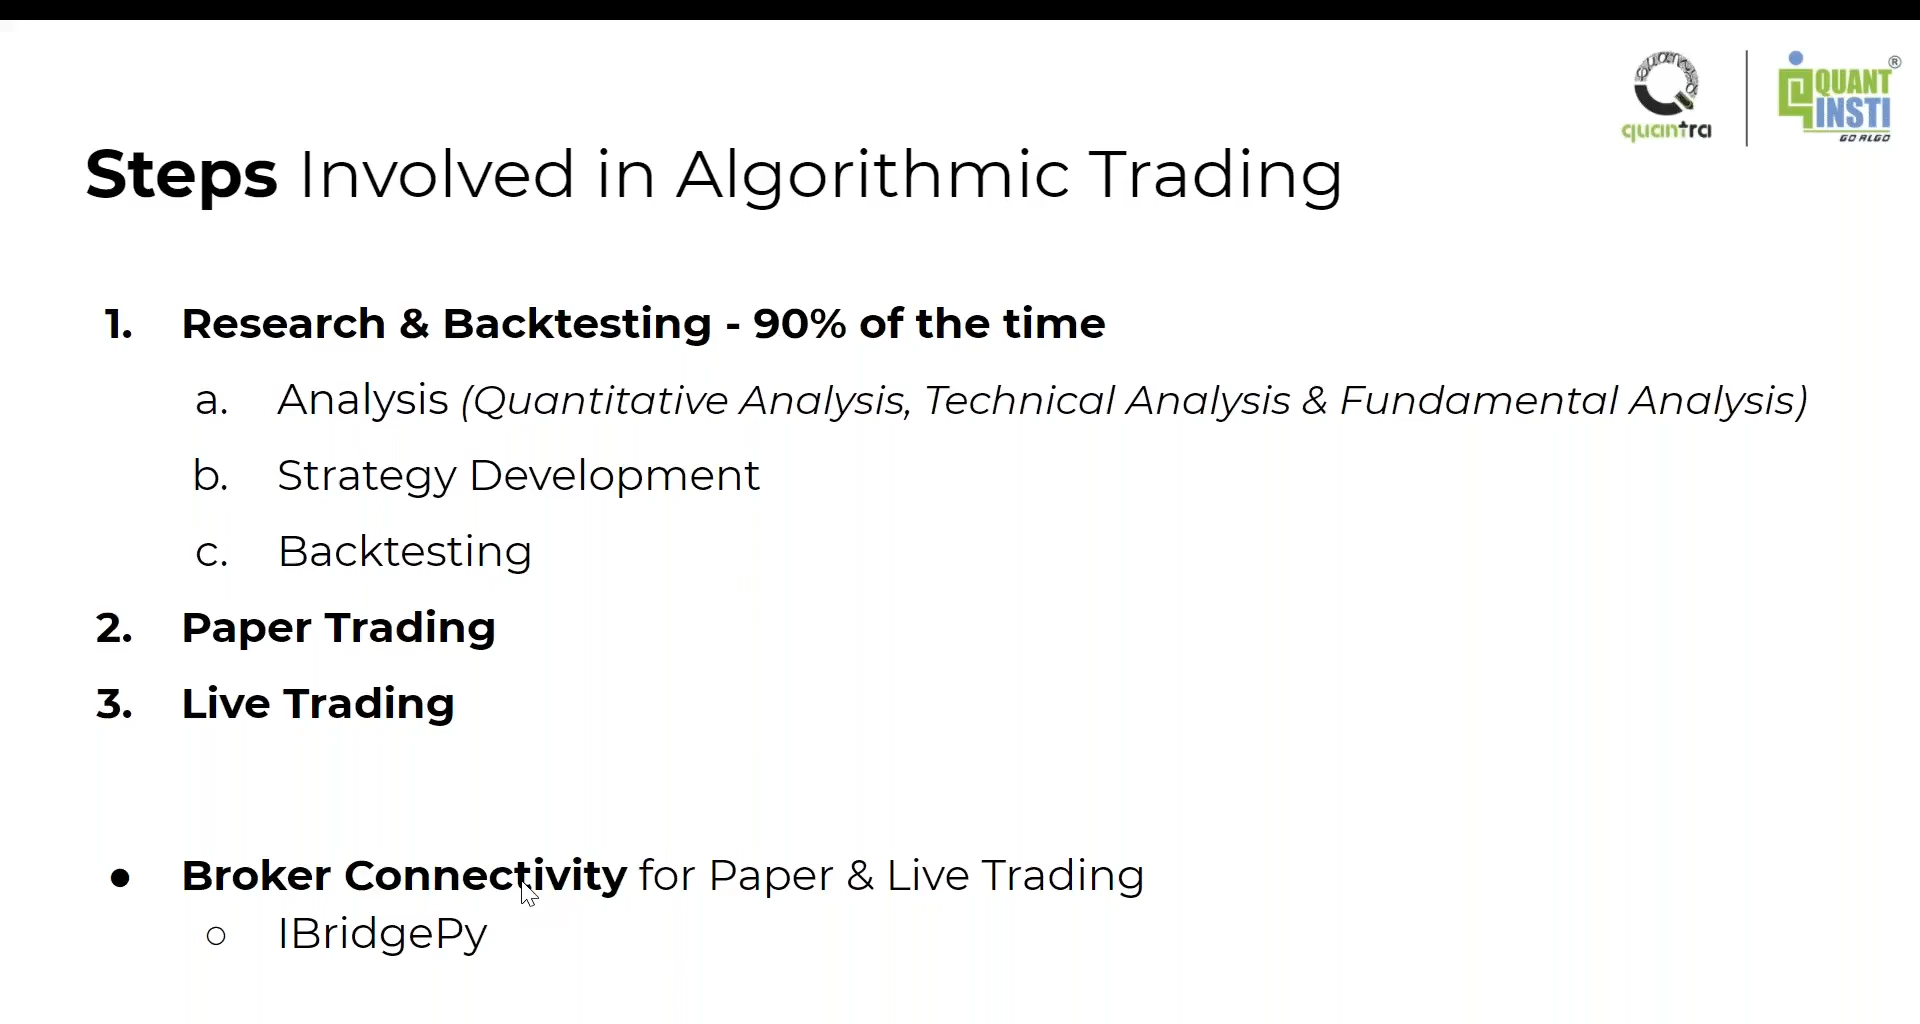 quantra
QUANT
INSTI
®
GO ALGO
Steps Involved in Algorithmic Trading
1. Research & Backtesting - 90% of the time
a. Analysis (Quantitative Analysis, Technical Analysis & Fundamental Analysis)
b. Strategy Development
c. Backtesting
2. Paper Trading
3. Live Trading
● Broker Connectivity for Paper & Live Trading
○ IBridgePy